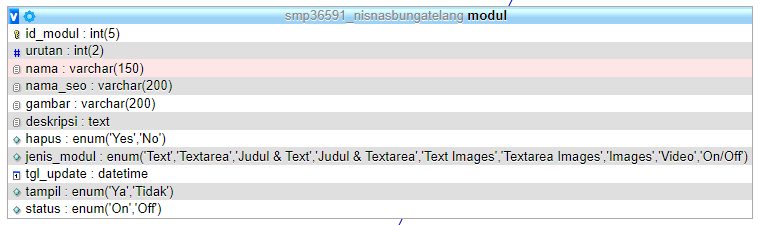 v smp36591_nisnasbungatelang modul
id_modul : int(5)
# urutan : int(2)
nama : varchar(150)
nama_seo : varchar(200)
gambar : varchar(200)
deskripsi : text
hapus : enum('Yes','No')
jenis_modul : enum('Text','Textarea','Judul & Text','Judul & Textarea','Text Images','Textarea Images','Images','Video','On/Off')
tgl_update : datetime
tampil : enum('Ya','Tidak')
status : enum('On','Off')